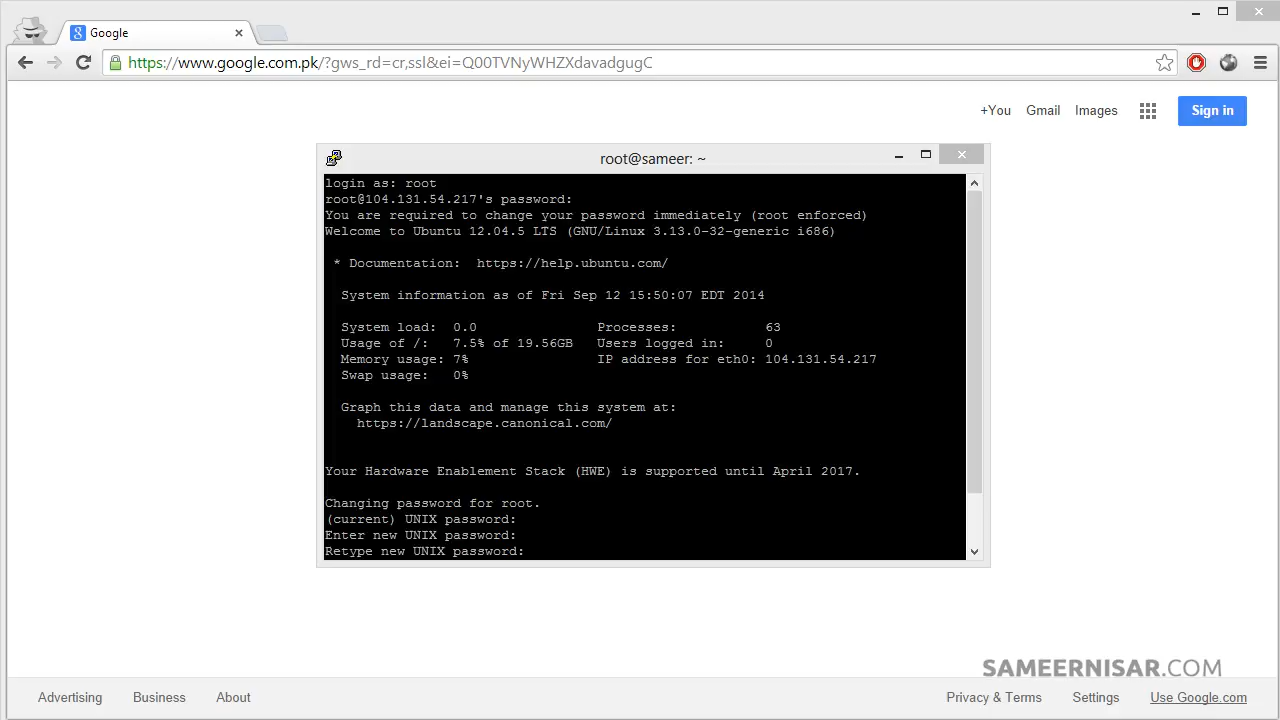 Google
https://www.google.com.pk/?gws_rd=cr,ssl&ei=Q00TVNyWHZXdavadgugC
+You Gmail Images Sign in
root@sameer: ~
login as: root
root@104.131.54.217's password:
You are required to change your password immediately (root enforced)
Welcome to Ubuntu 12.04.5 LTS (GNU/Linux 3.13.0-32-generic i686)
* Documentation: https://help.ubuntu.com/
System information as of Fri Sep 12 15:50:07 EDT 2014
System load: 0.0 Processes: 63
Usage of /: 7.5% of 19.56GB Users logged in: 0
Memory usage: 7% IP address for eth0: 104.131.54.217
Swap usage: 0%
Graph this data and manage this system at:
https://landscape.canonical.com/
Your Hardware Enablement Stack (HWE) is supported until April 2017.
Changing password for root.
(current) UNIX password:
Enter new UNIX password:
Retype new UNIX password:
SAMEERNISAR.COM
Advertising Business About Privacy & Terms Settings Use Google.com